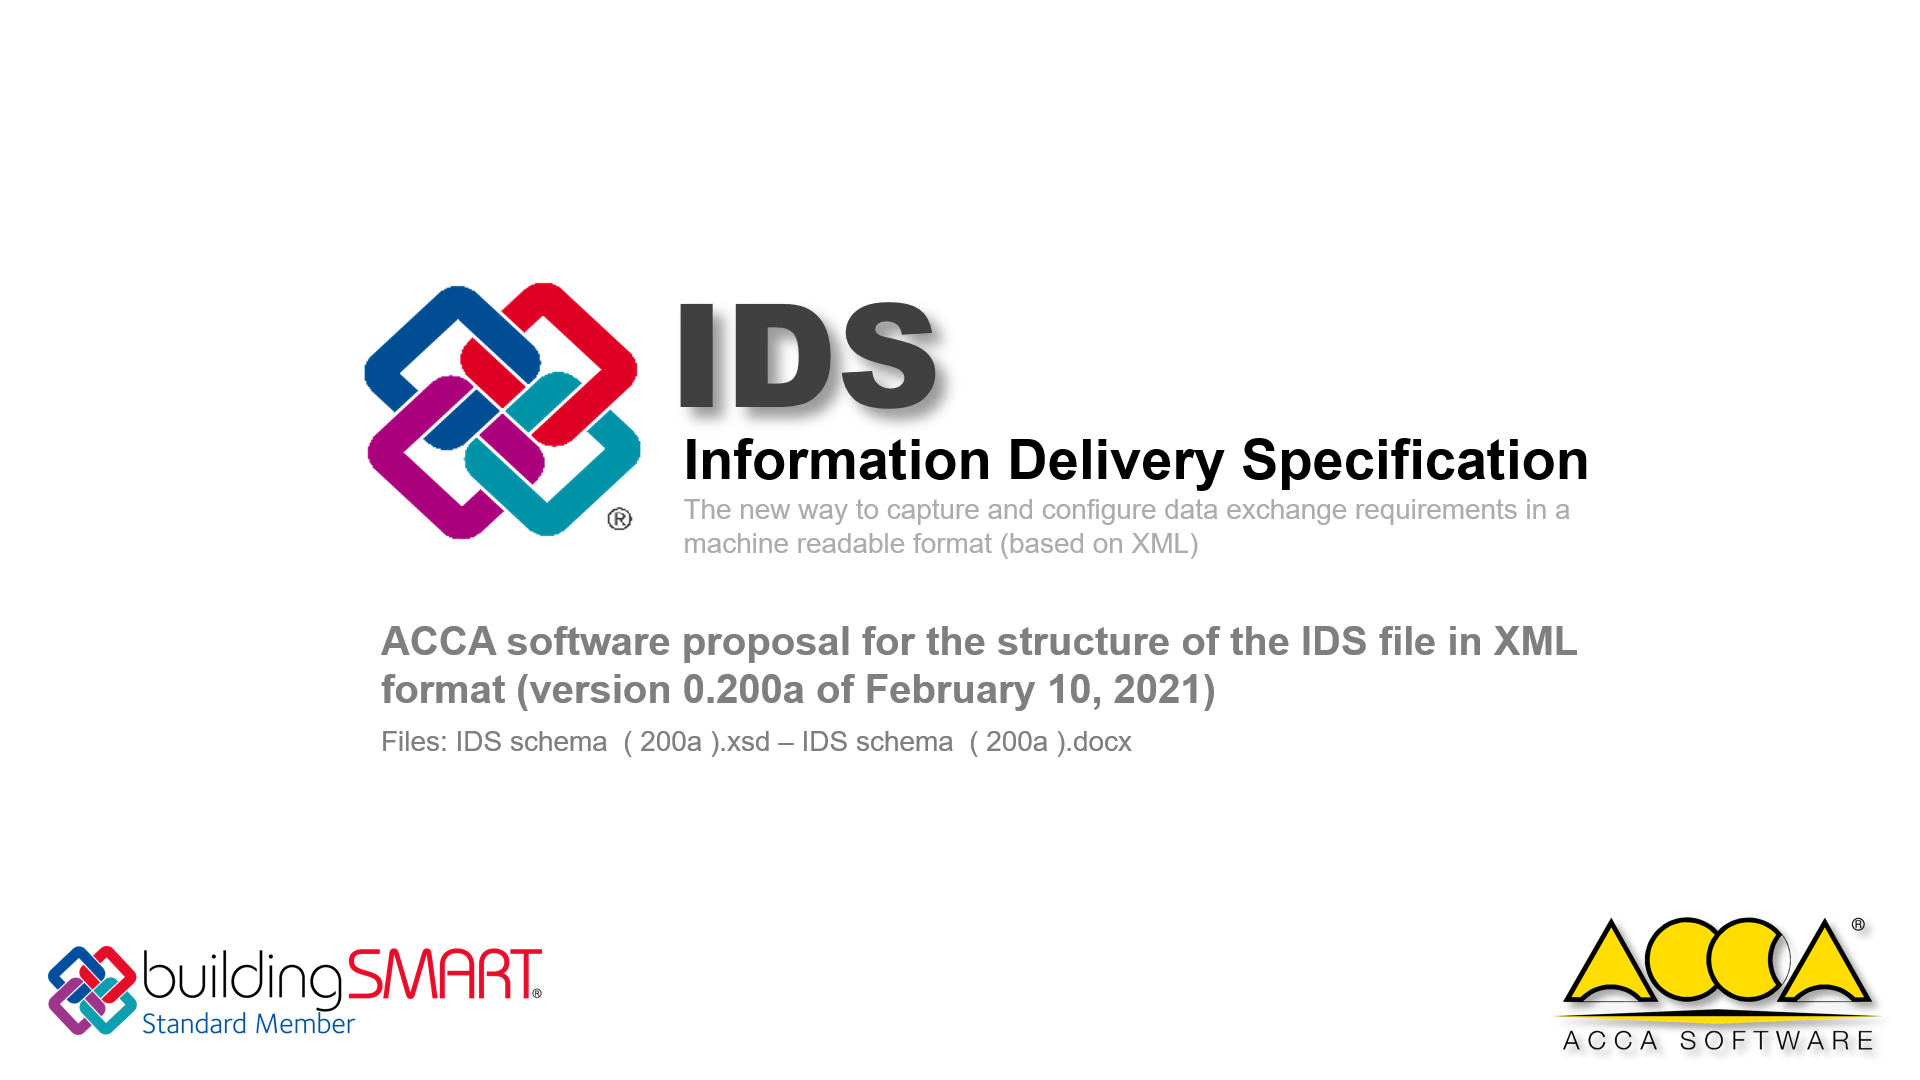 IDS
Information Delivery Specification
The new way to capture and configure data exchange requirements in a
machine readable format (based on XML)
®
ACCA software proposal for the structure of the IDS file in XML
format (version 0.200a of February 10, 2021)
Files: IDS schema  ( 200a ).xsd – IDS schema  ( 200a ).docx
buildingSMART®
Standard Member
ACCA®
ACCA SOFTWARE